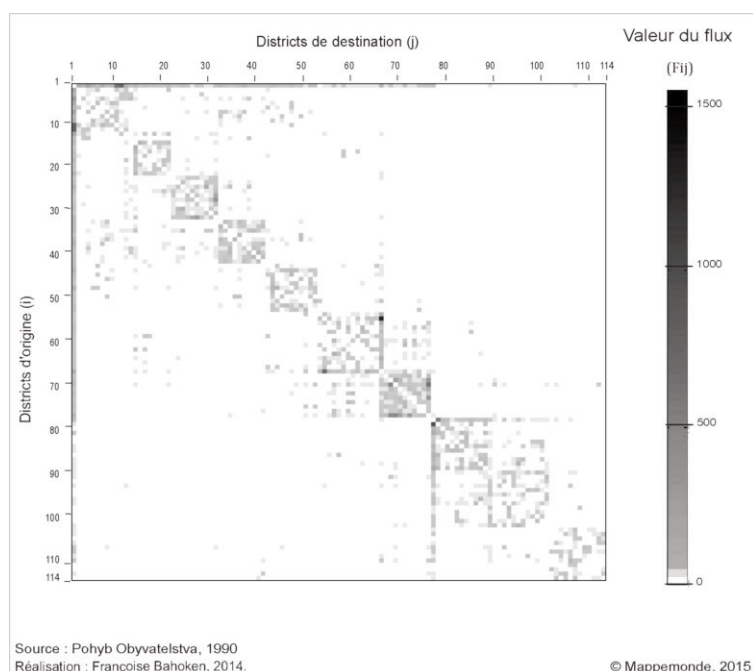 Districts de destination (j)
Valeur du flux
(Fij)
1 10 20 30 40 50 60 70 80 90 100 114
1
10
20
30
40
50
60
70
80
90
100
110
114
Districts d'origine (i)
1500
1000
500
0
Source : Pohyb Obyvatelstva, 1990
Réalisation : Françoise Bahoken, 2014.
© Mappemonde, 2015